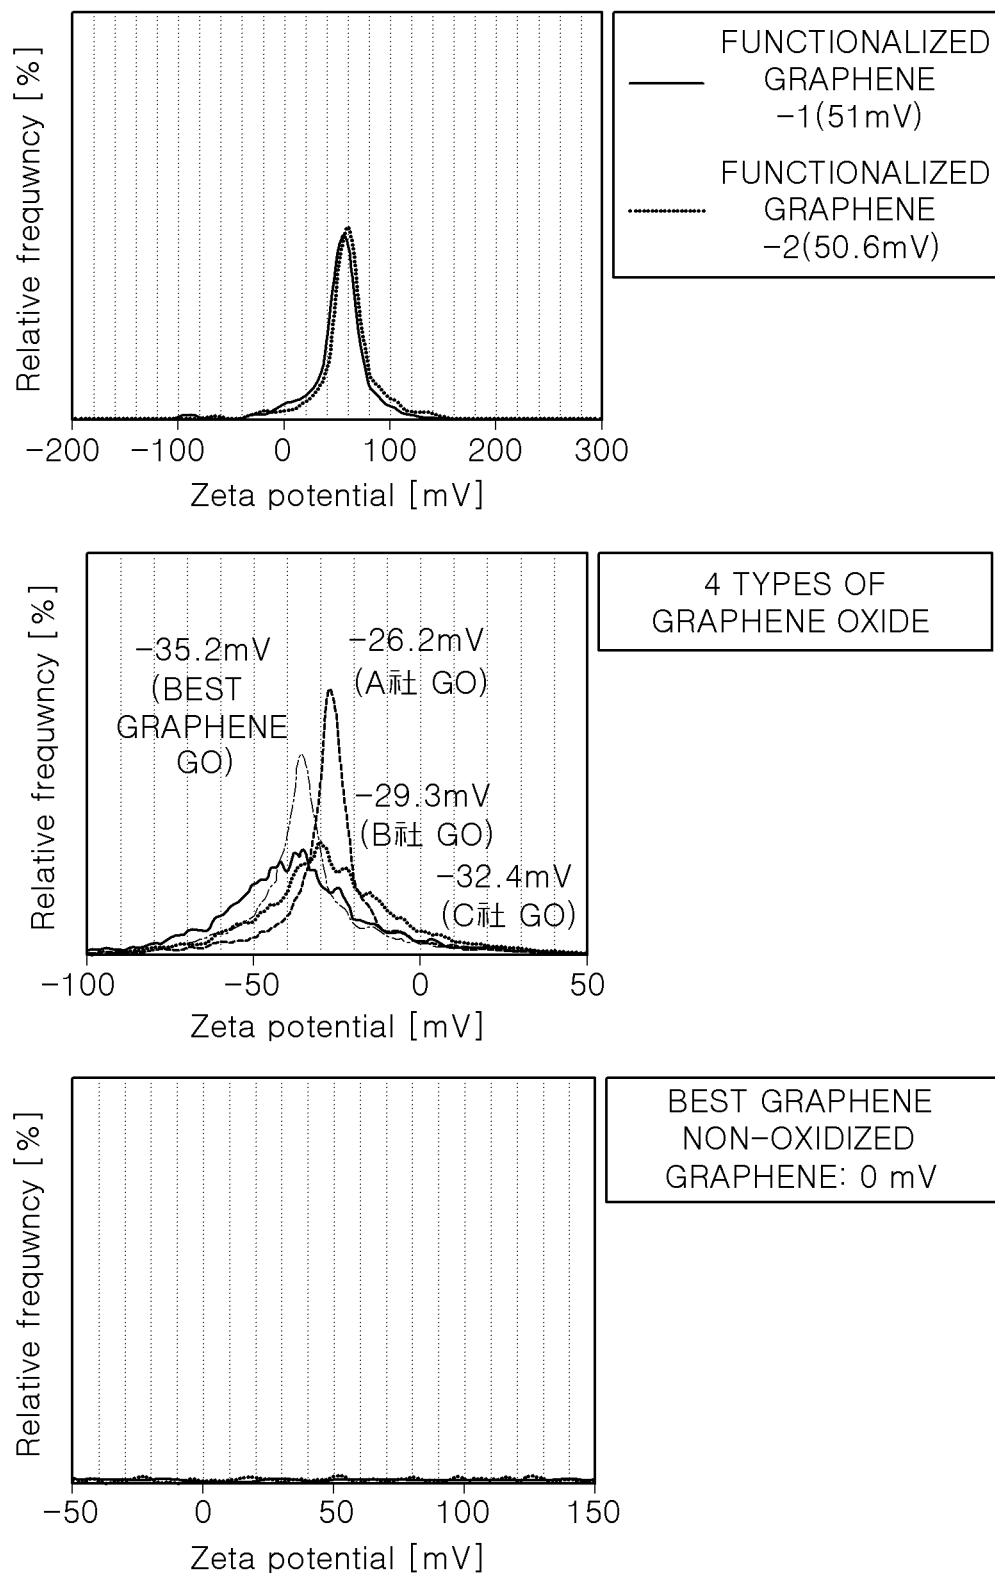 Relative frequwncy [%]
FUNCTIONALIZED
GRAPHENE
-1(51mV)
FUNCTIONALIZED
GRAPHENE
-2(50.6mV)
-200 -100 0 100 200 300
Zeta potential [mV]
Relative frequwncy [%]
4 TYPES OF
GRAPHENE OXIDE
-35.2mV
(BEST
GRAPHENE
GO)
-26.2mV
(A社 GO)
-29.3mV
(B社 GO)
-32.4mV
(C社 GO)
-100 -50 0 50
Zeta potential [mV]
Relative frequwncy [%]
BEST GRAPHENE
NON-OXIDIZED
GRAPHENE: 0 mV
-50 0 50 100 150
Zeta potential [mV]